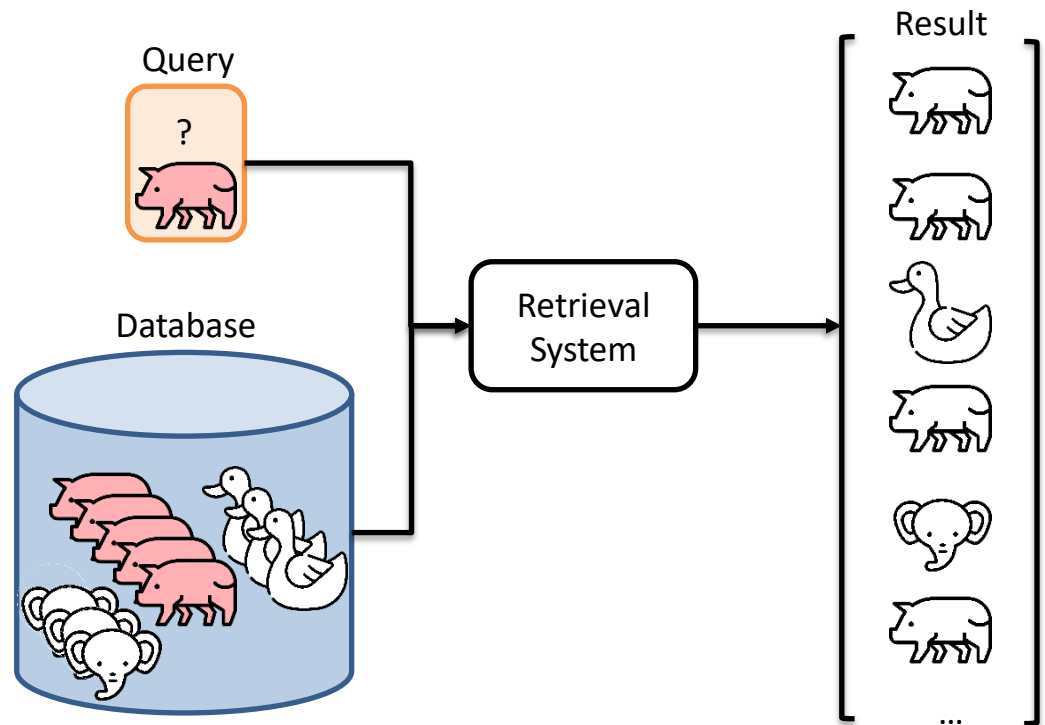 Query
?
Database
Retrieval
System
Result
...